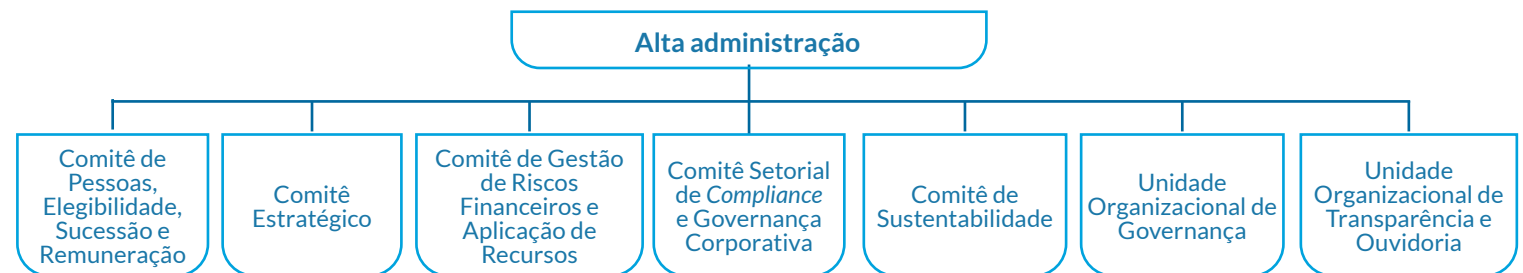 Alta administração
Comitê de
Pessoas,
Elegibilidade,
Sucessão e
Remuneração
Comitê
Estratégico
Comitê de Gestão
de Riscos
Financeiros e
Aplicação de
Recursos
Comitê Setorial
de Compliance
e Governança
Corporativa
Comitê de
Sustentabilidade
Unidade
Organizacional de
Governança
Unidade
Organizacional de
Transparência e
Ouvidoria